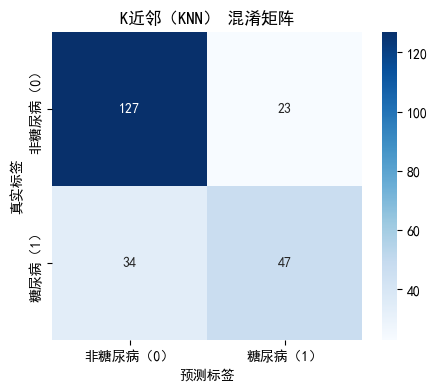 K近邻（KNN） 混淆矩阵
真实标签
非糖尿病（0）
糖尿病（1）
127
23
34
47
非糖尿病（0）
糖尿病（1）
预测标签
120
100
80
60
40